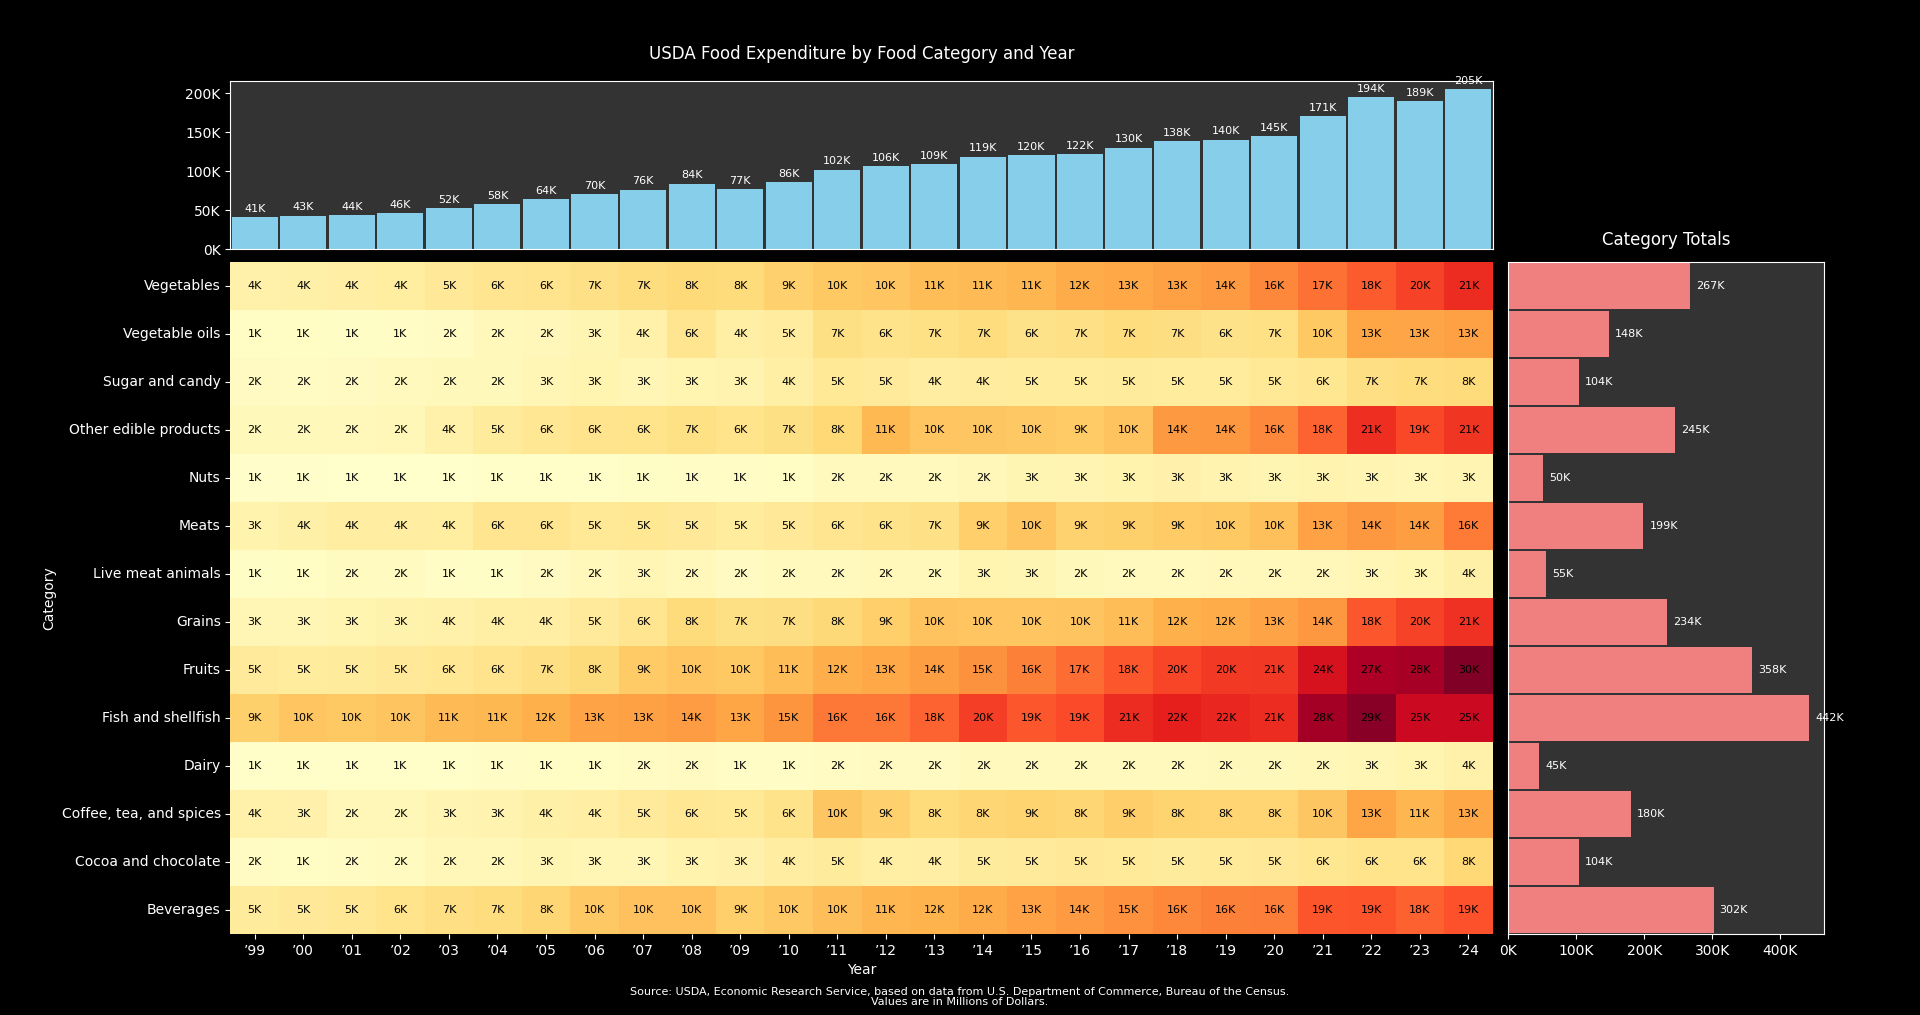 USDA Food Expenditure by Food Category and Year
205K
194K
189K
171K
145K
140K
138K
130K
122K
120K
119K
109K
106K
102K
86K
77K
84K
76K
70K
64K
58K
52K
46K
44K
43K
41K
200K
150K
100K
50K
0K
Category Totals
Vegetables 4K 4K 4K 4K 5K 6K 6K 7K 7K 8K 8K 9K 10K 10K 11K 11K 11K 12K 13K 13K 14K 16K 17K 18K 20K 21K 267K
Vegetable oils 1K 1K 1K 1K 2K 2K 2K 3K 4K 6K 4K 5K 7K 6K 7K 7K 6K 7K 7K 7K 6K 7K 10K 13K 13K 13K 148K
Sugar and candy 2K 2K 2K 2K 2K 2K 3K 3K 3K 3K 3K 4K 5K 5K 4K 4K 5K 5K 5K 5K 5K 5K 6K 7K 7K 8K 104K
Other edible products 2K 2K 2K 2K 4K 5K 6K 6K 6K 7K 6K 7K 8K 11K 10K 10K 10K 9K 10K 14K 14K 16K 18K 21K 19K 21K 245K
Nuts 1K 1K 1K 1K 1K 1K 1K 1K 1K 1K 1K 1K 2K 2K 2K 2K 3K 3K 3K 3K 3K 3K 3K 3K 3K 3K 50K
Meats 3K 4K 4K 4K 4K 6K 6K 5K 5K 5K 5K 5K 6K 6K 7K 9K 10K 9K 9K 9K 10K 10K 13K 14K 14K 16K 199K
Live meat animals 1K 1K 2K 2K 1K 1K 2K 2K 3K 2K 2K 2K 2K 2K 2K 3K 3K 2K 2K 2K 2K 2K 2K 3K 3K 4K 55K
Grains 3K 3K 3K 3K 4K 4K 4K 5K 6K 8K 7K 7K 8K 9K 10K 10K 10K 10K 11K 12K 12K 13K 14K 18K 20K 21K 234K
Fruits 5K 5K 5K 5K 6K 6K 7K 8K 9K 10K 10K 11K 12K 13K 14K 15K 16K 17K 18K 20K 20K 21K 24K 27K 28K 30K 358K
Fish and shellfish 9K 10K 10K 10K 11K 11K 12K 13K 13K 14K 13K 15K 16K 16K 18K 20K 19K 19K 21K 22K 22K 21K 28K 29K 25K 25K 442K
Dairy 1K 1K 1K 1K 1K 1K 1K 1K 2K 2K 1K 1K 2K 2K 2K 2K 2K 2K 2K 2K 2K 2K 2K 3K 3K 4K 45K
Coffee, tea, and spices 4K 3K 2K 2K 3K 3K 4K 4K 5K 6K 5K 6K 10K 9K 8K 8K 9K 8K 9K 8K 8K 8K 10K 13K 11K 13K 180K
Cocoa and chocolate 2K 1K 2K 2K 2K 2K 3K 3K 3K 3K 3K 4K 5K 4K 4K 5K 5K 5K 5K 5K 5K 5K 6K 6K 6K 8K 104K
Beverages 5K 5K 5K 6K 7K 7K 8K 10K 10K 10K 9K 10K 10K 11K 12K 12K 13K 14K 15K 16K 16K 16K 19K 19K 18K 19K 302K
Category
’99 ’00 ’01 ’02 ’03 ’04 ’05 ’06 ’07 ’08 ’09 ’10 ’11 ’12 ’13 ’14 ’15 ’16 ’17 ’18 ’19 ’20 ’21 ’22 ’23 ’24
0K 100K 200K 300K 400K
Year
Source: USDA, Economic Research Service, based on data from U.S. Department of Commerce, Bureau of the Census.
Values are in Millions of Dollars.